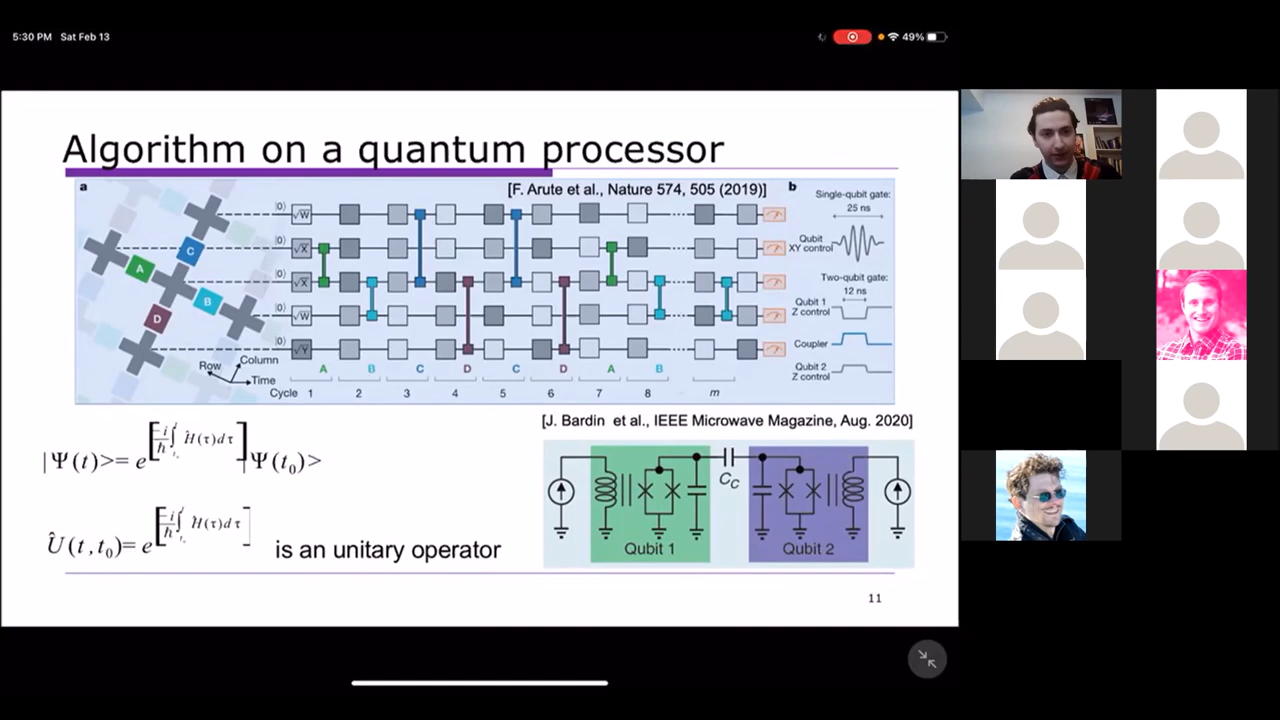 5:30 PM Sat Feb 13
49%
Algorithm on a quantum processor
a
[F. Arute et al., Nature 574, 505 (2019)]
b
|0⟩ √W
|0⟩ √X
|0⟩ √X
|0⟩ √W
|0⟩ √Y
A
B
C
D
Row
Column
Time
A B C D C D A B
Cycle 1 2 3 4 5 6 7 8 m
Single-qubit gate:
25 ns
Qubit
XY control
Two-qubit gate:
12 ns
Qubit 1
Z control
Coupler
Qubit 2
Z control
[J. Bardin et al., IEEE Microwave Magazine, Aug. 2020]
|Ψ(t)>= e^[-i/ħ ∫ Ĥ(τ)dτ] |Ψ(t₀)>
Û(t,t₀)= e^[-i/ħ ∫ Ĥ(τ)dτ] is an unitary operator
C_C
Qubit 1
Qubit 2
11